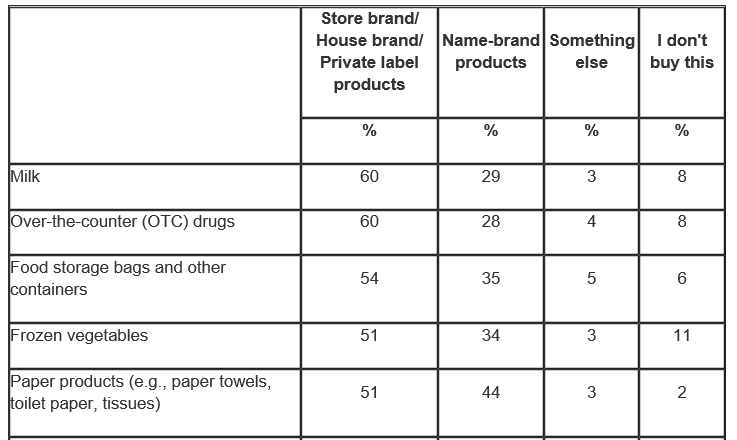 Store brand/
House brand/
Private label
products
Name-brand
products
Something
else
I don't
buy this
%
%
%
%
Milk
60
29
3
8
Over-the-counter (OTC) drugs
60
28
4
8
Food storage bags and other
containers
54
35
5
6
Frozen vegetables
51
34
3
11
Paper products (e.g., paper towels,
toilet paper, tissues)
51
44
3
2